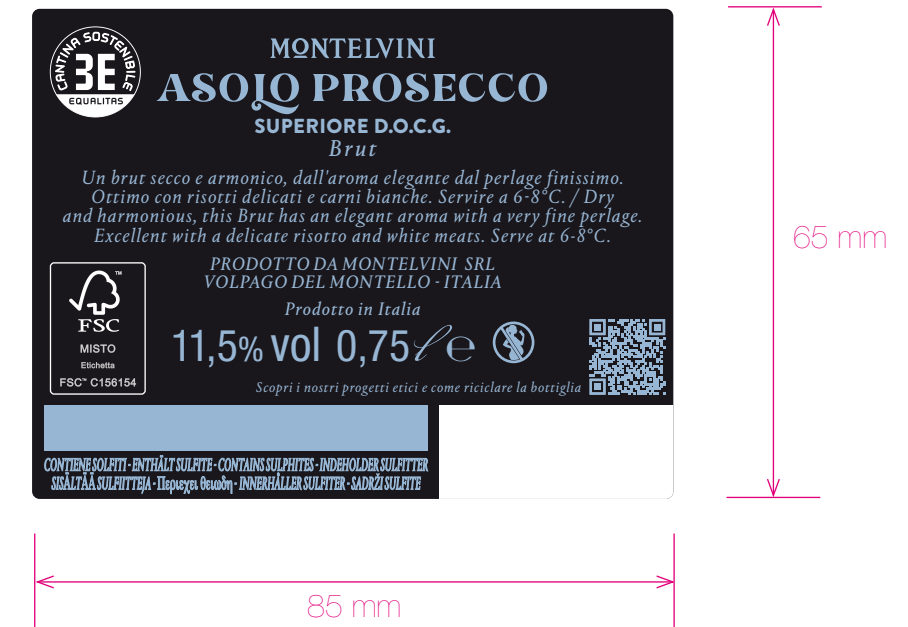 CANTINA SOSTENIBILE
3E
EQUALITAS
MONTELVINI
ASOLO PROSECCO
SUPERIORE D.O.C.G.
Brut
Un brut secco e armonico, dall'aroma elegante dal perlage finissimo.
Ottimo con risotti delicati e carni bianche. Servire a 6-8°C. / Dry
and harmonious, this Brut has an elegant aroma with a very fine perlage.
Excellent with a delicate risotto and white meats. Serve at 6-8°C.
PRODOTTO DA MONTELVINI SRL
VOLPAGO DEL MONTELLO - ITALIA
Prodotto in Italia
™
FSC
MISTO
Etichetta
FSC™ C156154
11,5% vol 0,75 ℓ ℮
Scopri i nostri progetti etici e come riciclare la bottiglia
CONTIENE SOLFITI - ENTHÄLT SULFITE - CONTAINS SULPHITES - INDEHOLDER SULFITTER
SISÄLTÄÄ SULFIITTEJA - Περιεχει θειωδη - INNERHÅLLER SULFITER - SADRŽI SULFITE
65 mm
85 mm